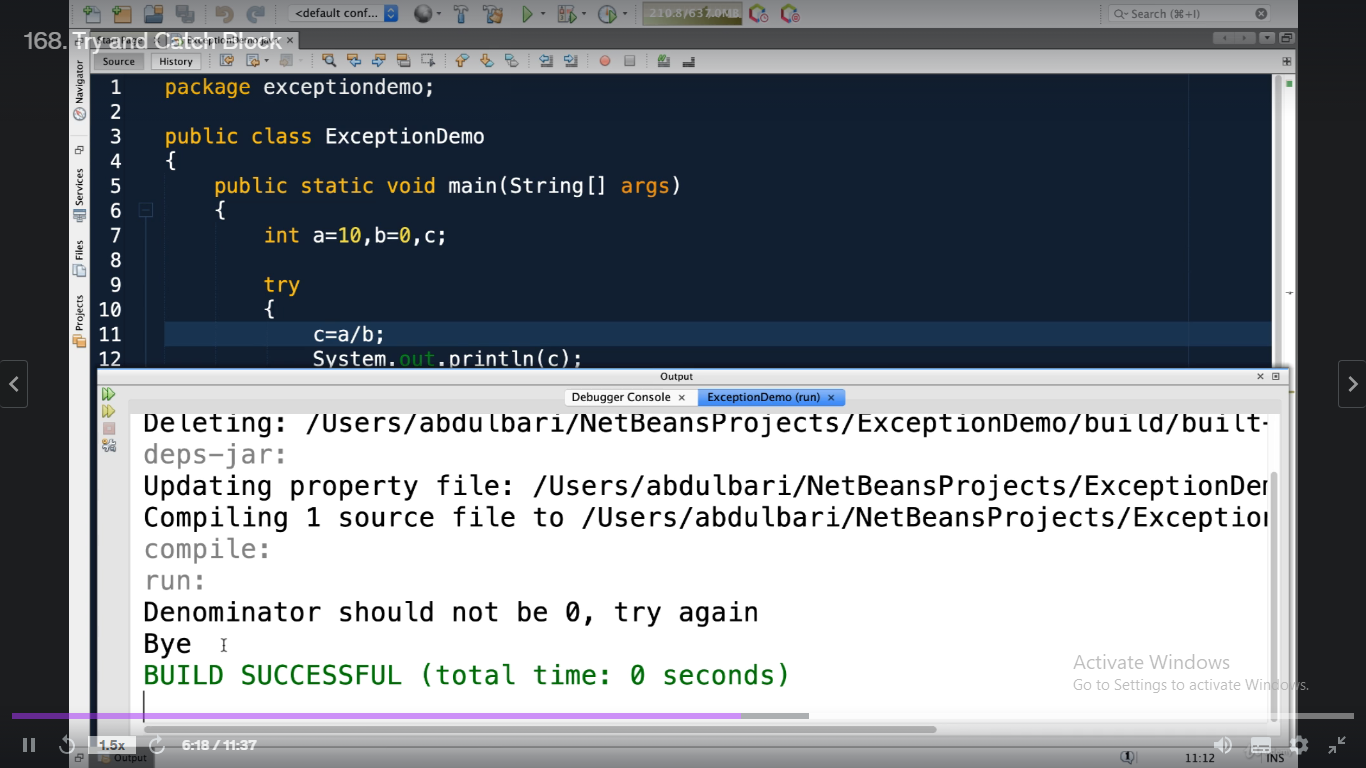 <default conf...
210.8/637.0MB
Search (⌘+I)
168. Try and Catch Block
Source
History
Navigator
Services
Files
Projects
1 package exceptiondemo;
2
3 public class ExceptionDemo
4 {
5 public static void main(String[] args)
6 {
7 int a=10,b=0,c;
8
9 try
10 {
11 c=a/b;
12 System.out.println(c);
Output
Debugger Console
ExceptionDemo (run)
Deleting: /Users/abdulbari/NetBeansProjects/ExceptionDemo/build/built-
deps-jar:
Updating property file: /Users/abdulbari/NetBeansProjects/ExceptionDem
Compiling 1 source file to /Users/abdulbari/NetBeansProjects/Exception
compile:
run:
Denominator should not be 0, try again
Bye
BUILD SUCCESSFUL (total time: 0 seconds)
Activate Windows
Go to Settings to activate Windows.
1.5x
6:18 / 11:37
Output
11:12
INS